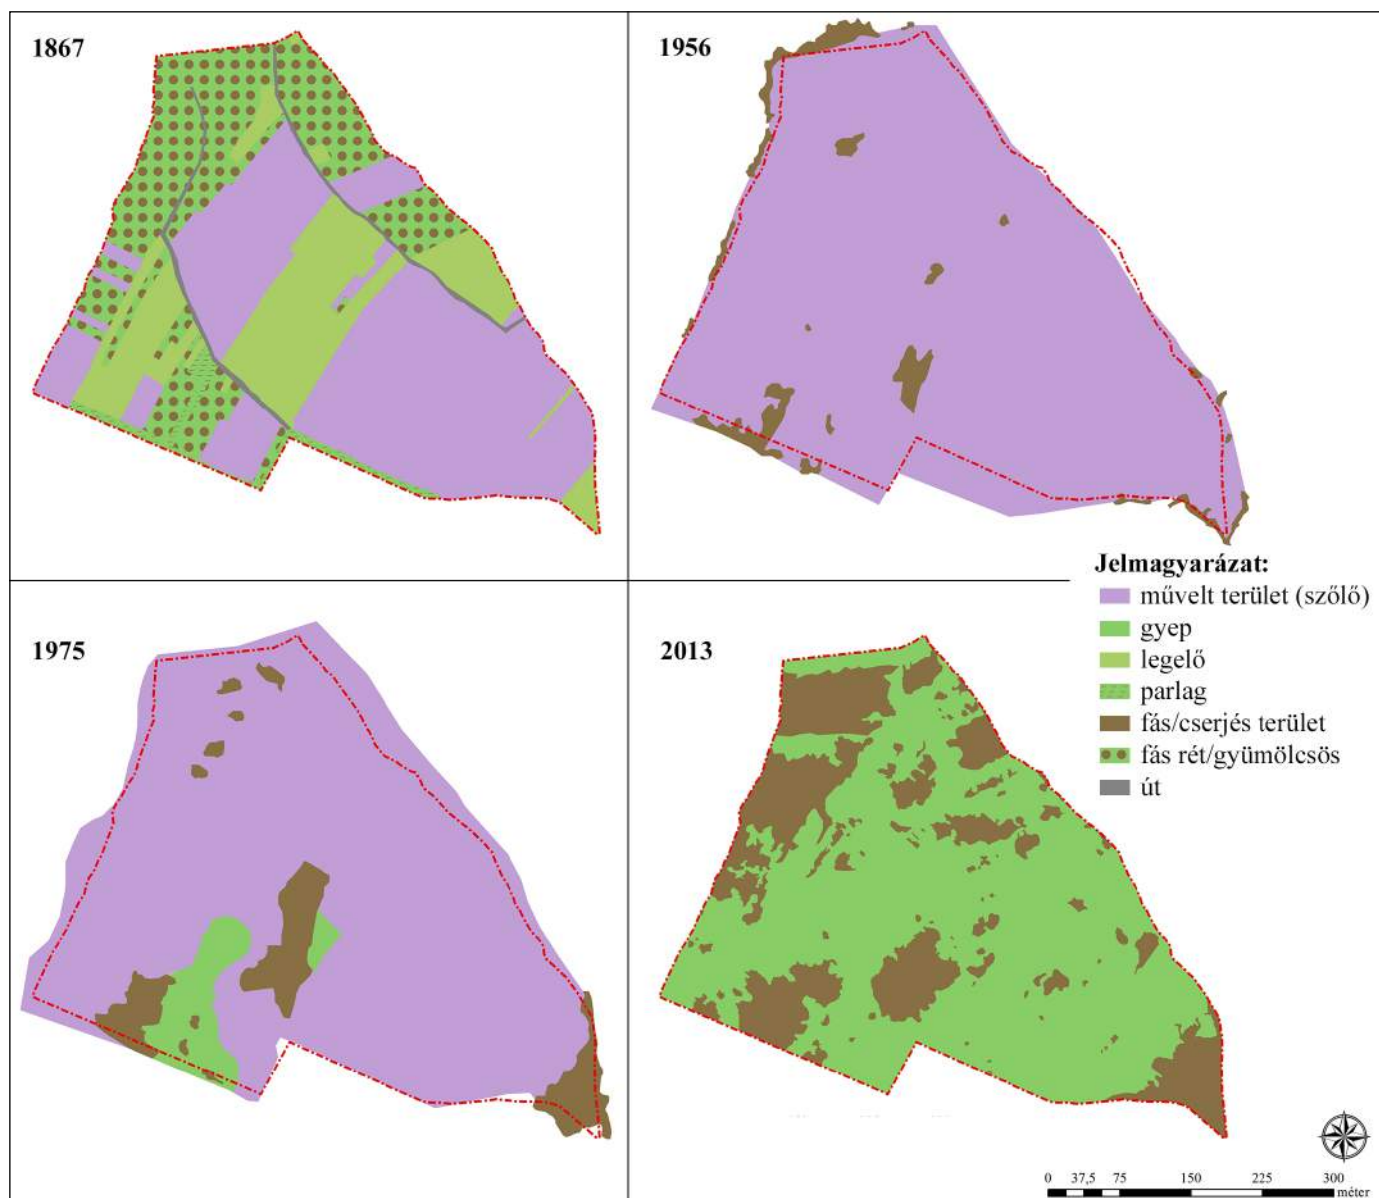 1867
1956
Jelmagyarázat:
művelt terület (szőlő)
gyep
legelő
parlag
fás/cserjés terület
fás rét/gyümölcsös
út
1975
2013
0 37,5 75 150 225 300
méter